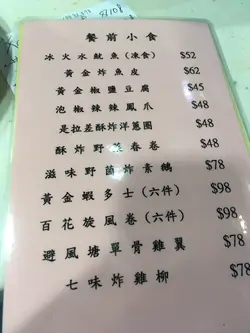 餐前小食
冰火水魷魚(凍食) $52
黃金炸魚皮 $62
黃金椒鹽豆腐 $45
泡椒辣辣鳳爪 $48
是拉差酥炸洋蔥圈 $48
酥炸野菜春卷 $48
滋味野菌炸素鵝 $78
黃金蝦多士(六件) $98
百花旋風卷(六件) $98
避風塘單骨雞翼 $78
七味炸雞柳 $78